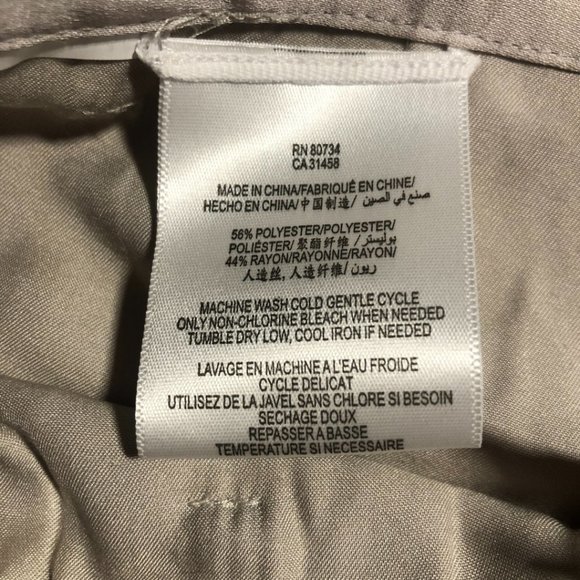 RN 80734
CA 31458
MADE IN CHINA/FABRIQUÉ EN CHINE/
HECHO EN CHINA/中国制造/ صنع في الصين
56% POLYESTER/POLYESTER/
POLIÉSTER/ 聚酯纤维 /بوليستر
44% RAYON/RAYONNE/RAYON/
人造丝, 人造纤维/ ريون
MACHINE WASH COLD GENTLE CYCLE
ONLY NON-CHLORINE BLEACH WHEN NEEDED
TUMBLE DRY LOW, COOL IRON IF NEEDED
LAVAGE EN MACHINE A L'EAU FROIDE
CYCLE DÉLICAT
UTILISEZ DE LA JAVEL SANS CHLORE SI BESOIN
SECHAGE DOUX
REPASSER A BASSE
TEMPERATURE SI NECESSAIRE